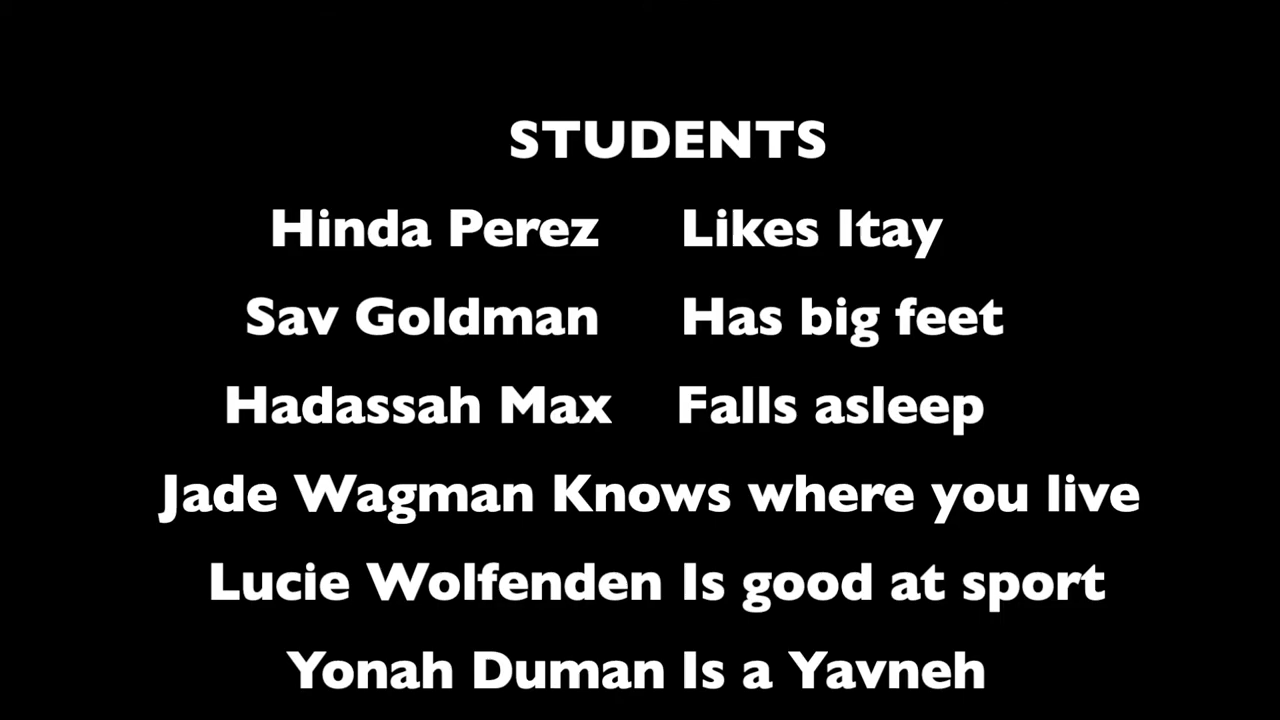 STUDENTS
Hinda Perez Likes Itay
Sav Goldman Has big feet
Hadassah Max Falls asleep
Jade Wagman Knows where you live
Lucie Wolfenden Is good at sport
Yonah Duman Is a Yavneh